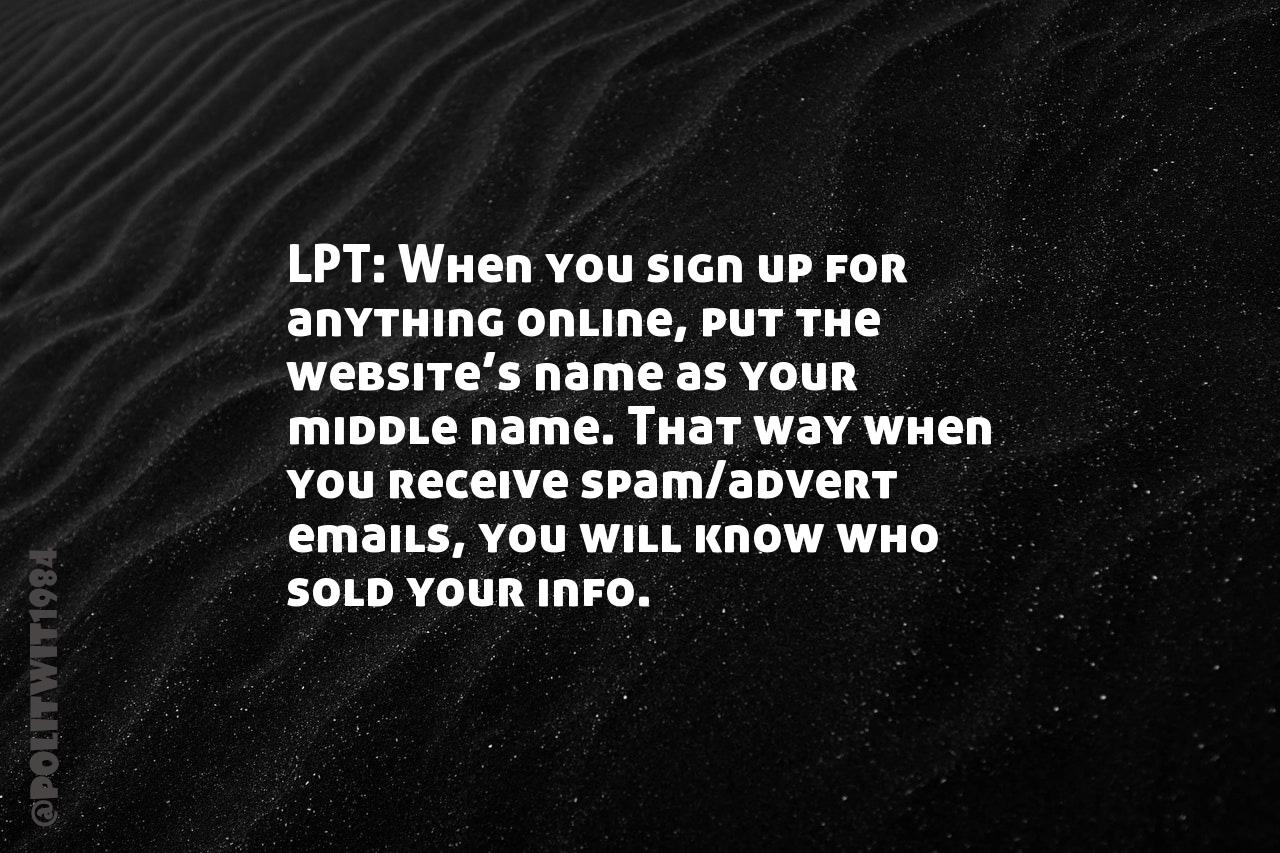 LPT: When you sign up for
anything online, put the
website's name as your
middle name. That way when
you receive spam/advert
emails, you will know who
sold your info.
@POLITWIT1984